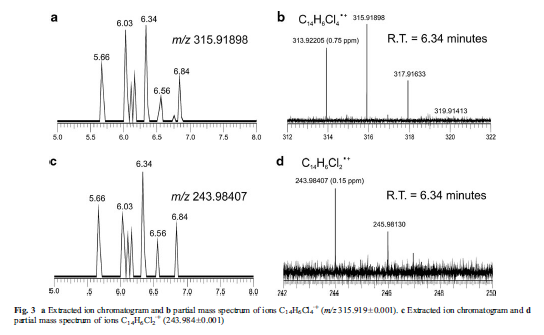 a
6.03
6.34
5.66
m/z 315.91898
6.84
6.56
5.0 5.5 6.0 6.5 7.0 7.5 8.0
b
C14H6Cl4•+
315.91898
313.92205 (0.75 ppm)
R.T. = 6.34 minutes
317.91633
319.91413
312 314 316 318 320 322
c
6.34
5.66
6.03
m/z 243.98407
6.84
6.56
5.0 5.5 6.0 6.5 7.0 7.5 8.0
d
C14H6Cl2•+
243.98407 (0.15 ppm)
R.T. = 6.34 minutes
245.98130
242 244 246 248 250
Fig. 3 a Extracted ion chromatogram and b partial mass spectrum of ions C14H6Cl4·+ (m/z 315.919±0.001). c Extracted ion chromatogram and d
partial mass spectrum of ions C14H6Cl2·+ (243.984±0.001)